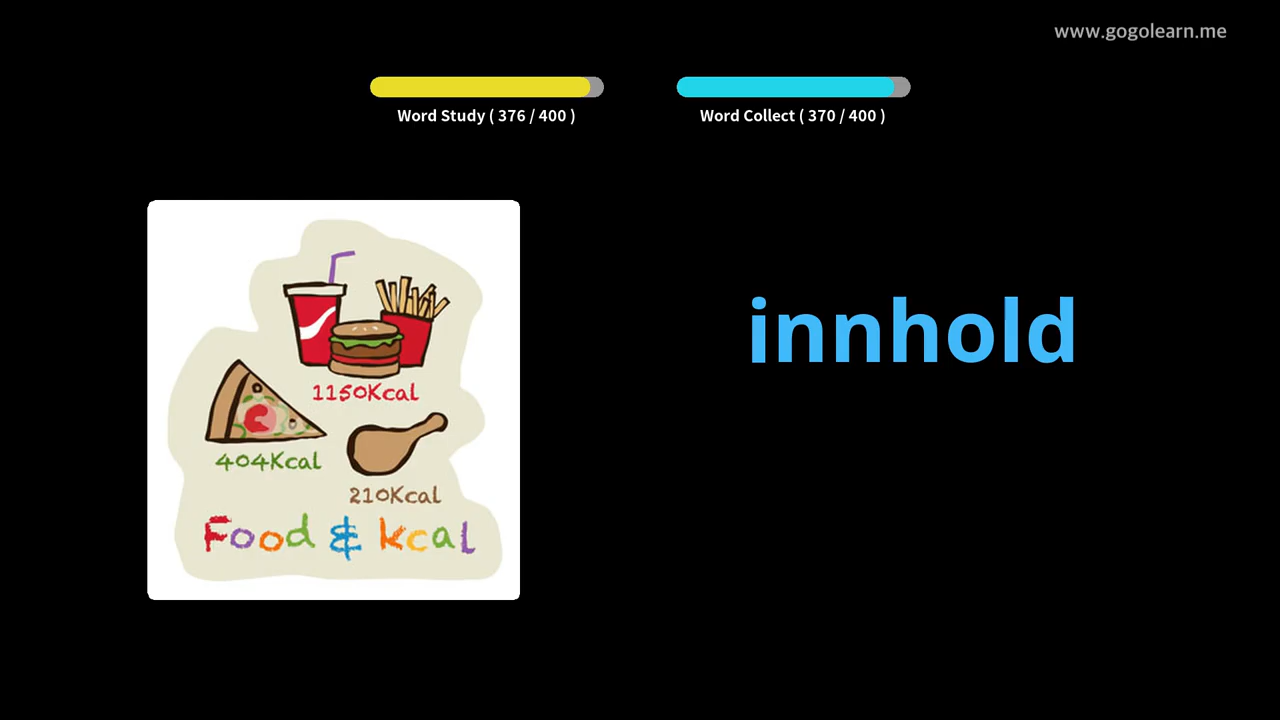 www.gogolearn.me
Word Study ( 376 / 400 )
Word Collect ( 370 / 400 )
innhold
1150Kcal
404Kcal
210Kcal
Food & kcal